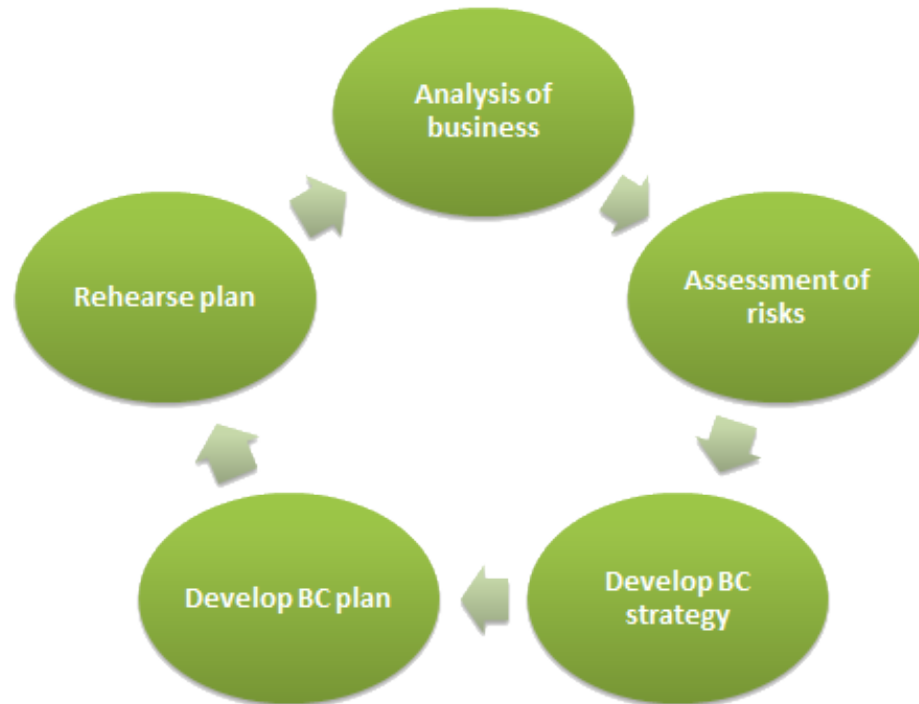 Analysis of
business
Assessment of
risks
Develop BC
strategy
Develop BC plan
Rehearse plan